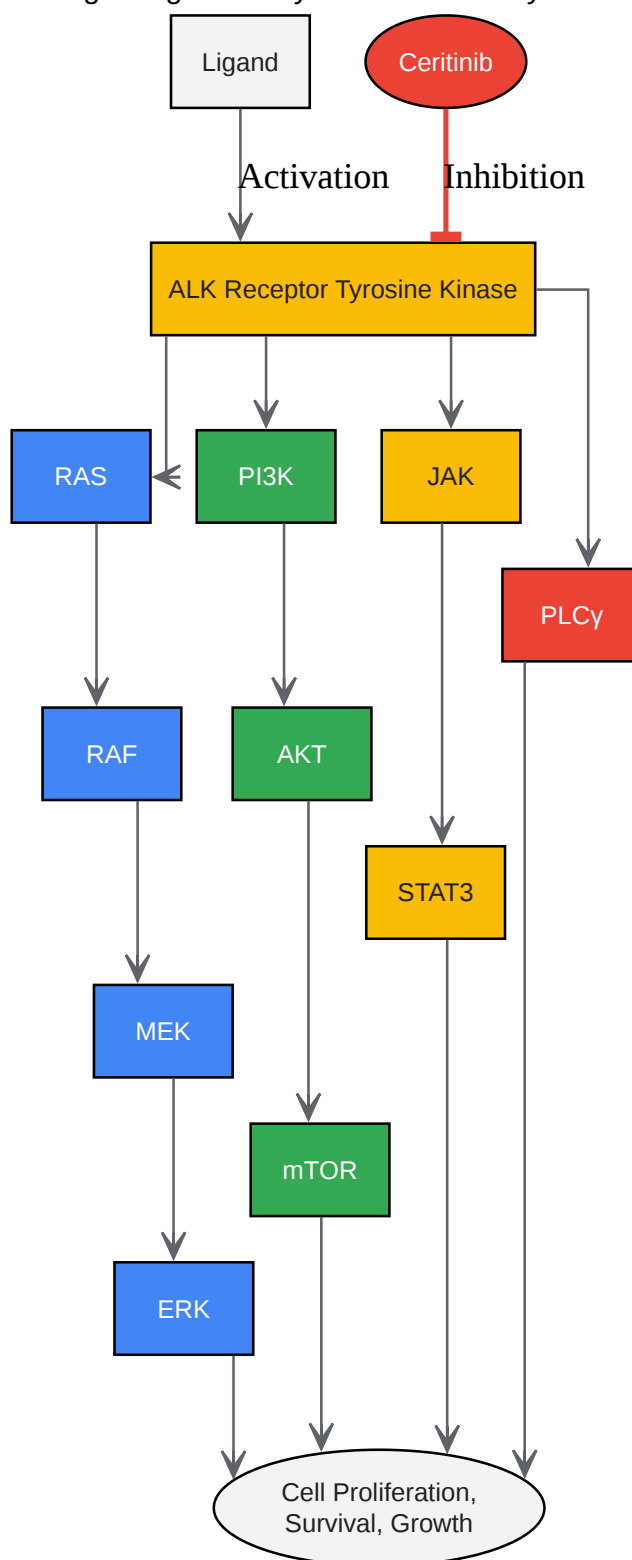 Ligand
Ceritinib
Activation
Inhibition
ALK Receptor Tyrosine Kinase
RAS
PI3K
JAK
PLCγ
RAF
AKT
STAT3
MEK
mTOR
ERK
Cell Proliferation,
Survival, Growth